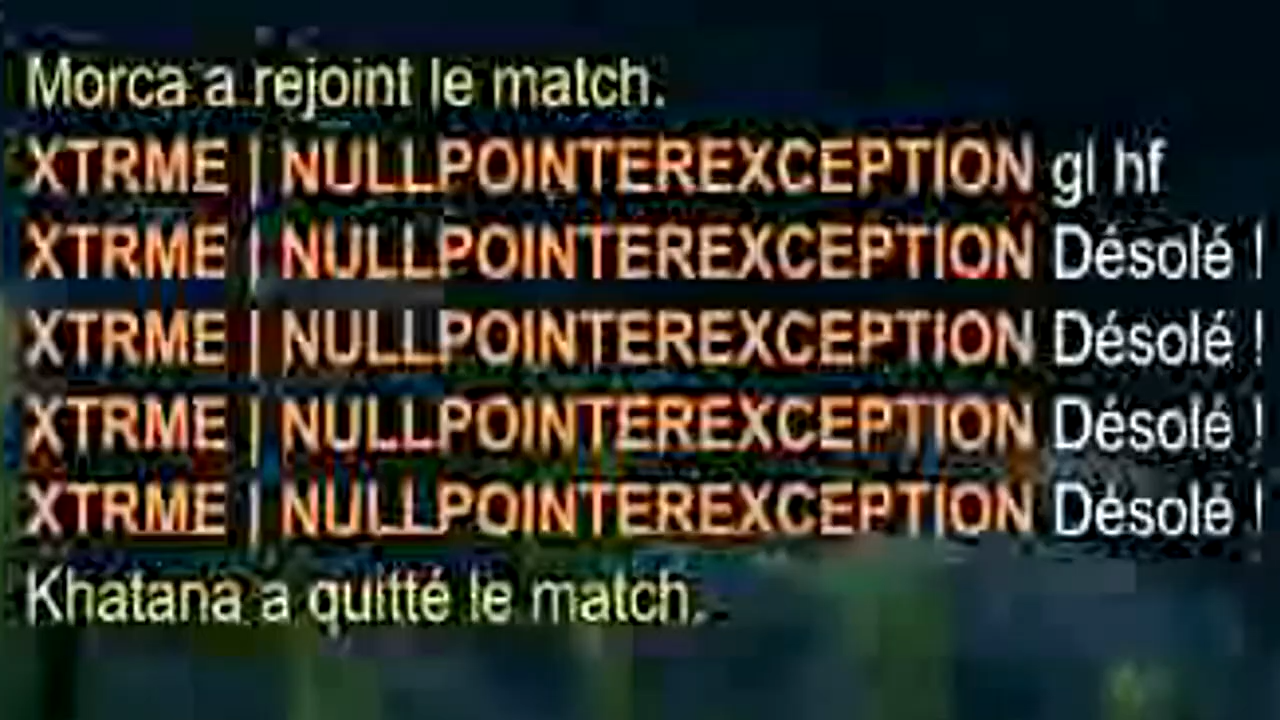 Morca a rejoint le match.
XTRME | NULLPOINTEREXCEPTION gl hf
XTRME | NULLPOINTEREXCEPTION Désolé !
XTRME | NULLPOINTEREXCEPTION Désolé !
XTRME | NULLPOINTEREXCEPTION Désolé !
XTRME | NULLPOINTEREXCEPTION Désolé !
Khatana a quitté le match.